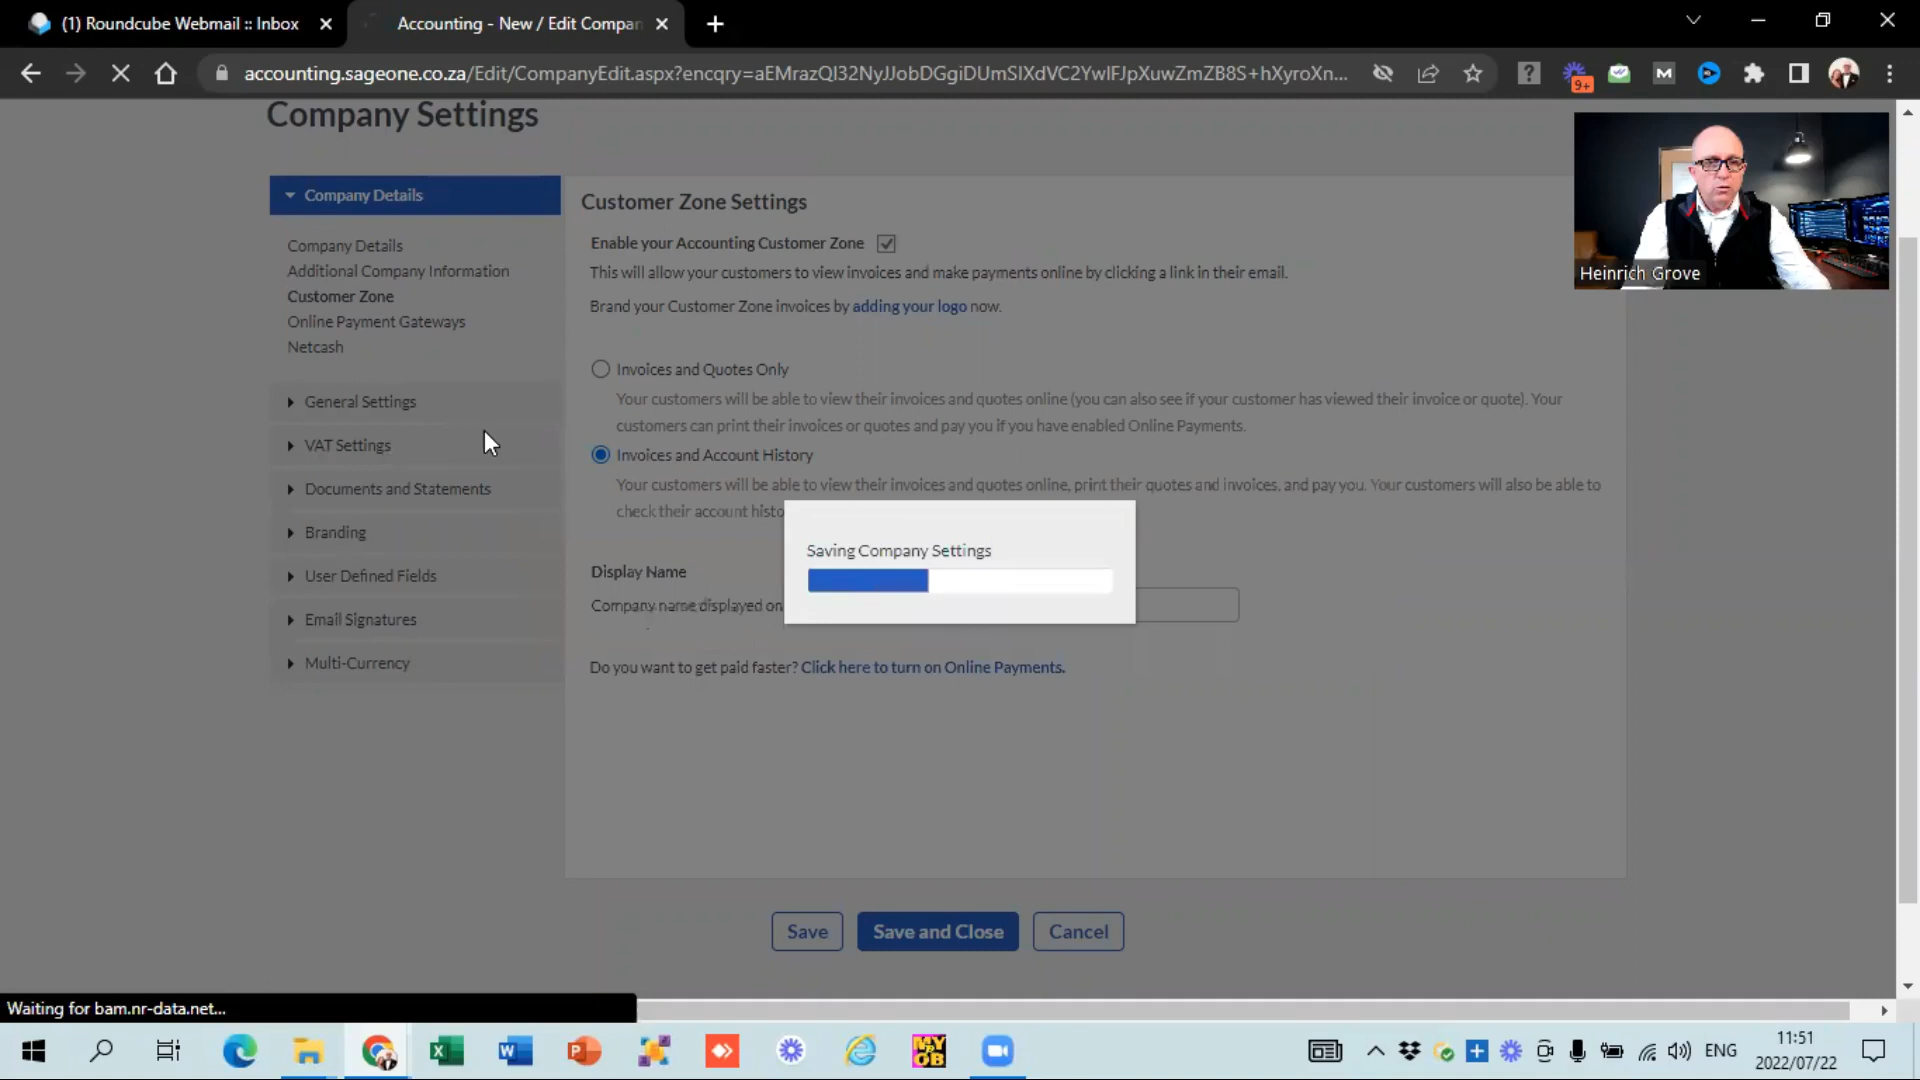 (1) Roundcube Webmail :: Inbox
Accounting - New / Edit Compan
accounting.sageone.co.za/Edit/CompanyEdit.aspx?encqry=aEMrazQl32NyJJobDGgiDUmSIXdVC2YwlFJpXuwZmZB8S+hXyroXn...
9+
Company Settings
Company Details
Company Details
Additional Company Information
Customer Zone
Online Payment Gateways
Netcash
General Settings
VAT Settings
Documents and Statements
Branding
User Defined Fields
Email Signatures
Multi-Currency
Customer Zone Settings
Enable your Accounting Customer Zone
This will allow your customers to view invoices and make payments online by clicking a link in their email.
Brand your Customer Zone invoices by adding your logo now.
Invoices and Quotes Only
Your customers will be able to view their invoices and quotes online (you can also see if your customer has viewed their invoice or quote). Your
customers can print their invoices or quotes and pay you if you have enabled Online Payments.
Invoices and Account History
Your customers will be able to view their invoices and quotes online, print their quotes and invoices, and pay you. Your customers will also be able to
check their account histo
Saving Company Settings
Display Name
Company name displayed on
Do you want to get paid faster? Click here to turn on Online Payments.
Save
Save and Close
Cancel
Heinrich Grove
Waiting for bam.nr-data.net...
MY
OB
ENG
11:51
2022/07/22